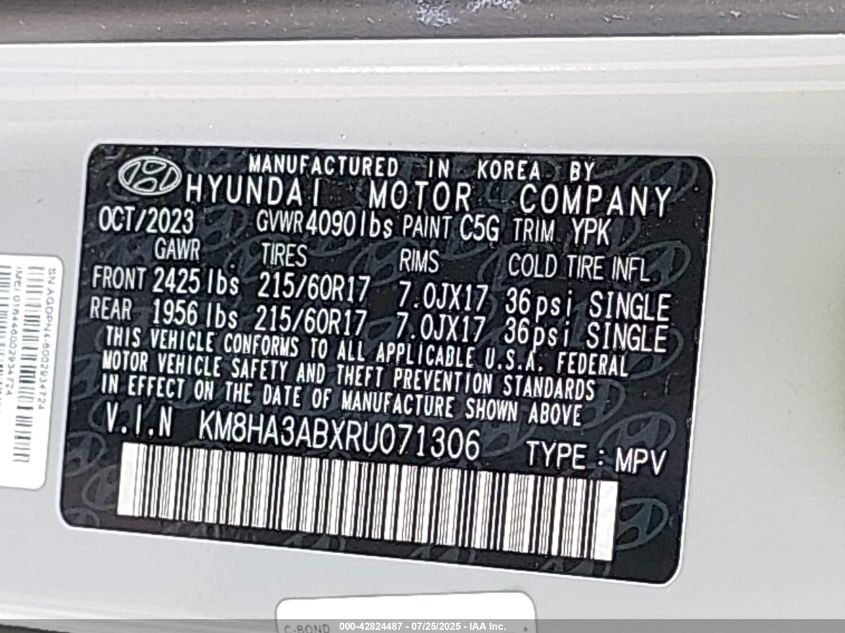 MANUFACTURED IN KOREA BY
HYUNDAI MOTOR COMPANY
OCT/2023 GVWR 4090 lbs PAINT C5G TRIM YPK
GAWR TIRES RIMS COLD TIRE INFL
FRONT 2425 lbs 215/60R17 7.0JX17 36psi SINGLE
REAR 1956 lbs 215/60R17 7.0JX17 36psi SINGLE
THIS VEHICLE CONFORMS TO ALL APPLICABLE U.S.A. FEDERAL
MOTOR VEHICLE SAFETY AND THEFT PREVENTION STANDARDS
IN EFFECT ON THE DATE OF MANUFACTURE SHOWN ABOVE
V.I.N KM8HA3ABXRU071306 TYPE : MPV
C-BOND
000-42824487 - 07/25/2025 - IAA Inc.